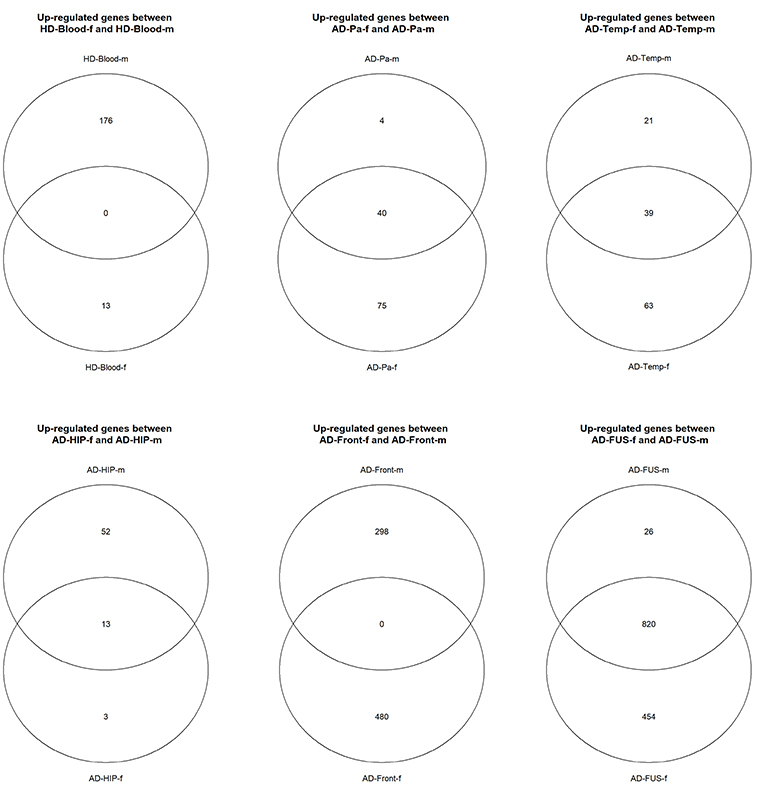 Up-regulated genes between
HD-Blood-f and HD-Blood-m
HD-Blood-m
176
0
13
HD-Blood-f
Up-regulated genes between
AD-Pa-f and AD-Pa-m
AD-Pa-m
4
40
75
AD-Pa-f
Up-regulated genes between
AD-Temp-f and AD-Temp-m
AD-Temp-m
21
39
63
AD-Temp-f
Up-regulated genes between
AD-HIP-f and AD-HIP-m
AD-HIP-m
52
13
3
AD-HIP-f
Up-regulated genes between
AD-Front-f and AD-Front-m
AD-Front-m
298
0
480
AD-Front-f
Up-regulated genes between
AD-FUS-f and AD-FUS-m
AD-FUS-m
26
820
454
AD-FUS-f